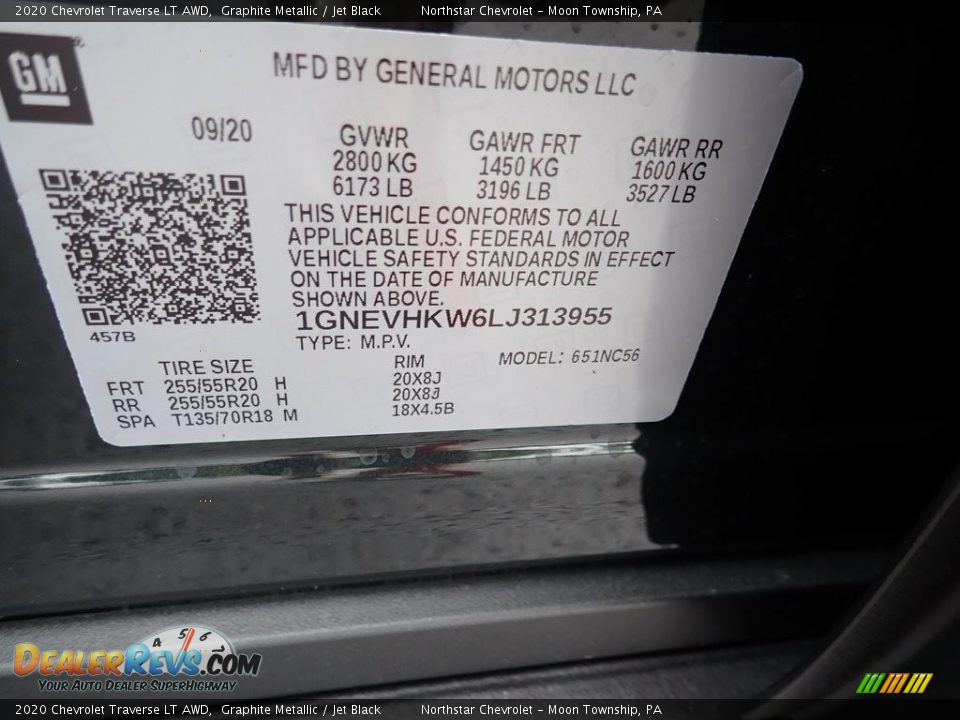 2020 Chevrolet Traverse LT AWD, Graphite Metallic / Jet Black Northstar Chevrolet - Moon Township, PA
GM
MFD BY GENERAL MOTORS LLC
09/20 GVWR GAWR FRT GAWR RR
2800 KG 1450 KG 1600 KG
6173 LB 3196 LB 3527 LB
THIS VEHICLE CONFORMS TO ALL
APPLICABLE U.S. FEDERAL MOTOR
VEHICLE SAFETY STANDARDS IN EFFECT
ON THE DATE OF MANUFACTURE
SHOWN ABOVE.
1GNEVHKW6LJ313955
457B TYPE: M.P.V.
TIRE SIZE RIM MODEL: 651NC56
FRT 255/55R20 H 20X8J
RR 255/55R20 H 20X8J
SPA T135/70R18 M 18X4.5B
4 5 6
DEALERREVS.COM
YOUR AUTO DEALER SUPERHIGHWAY
2020 Chevrolet Traverse LT AWD, Graphite Metallic / Jet Black Northstar Chevrolet - Moon Township, PA